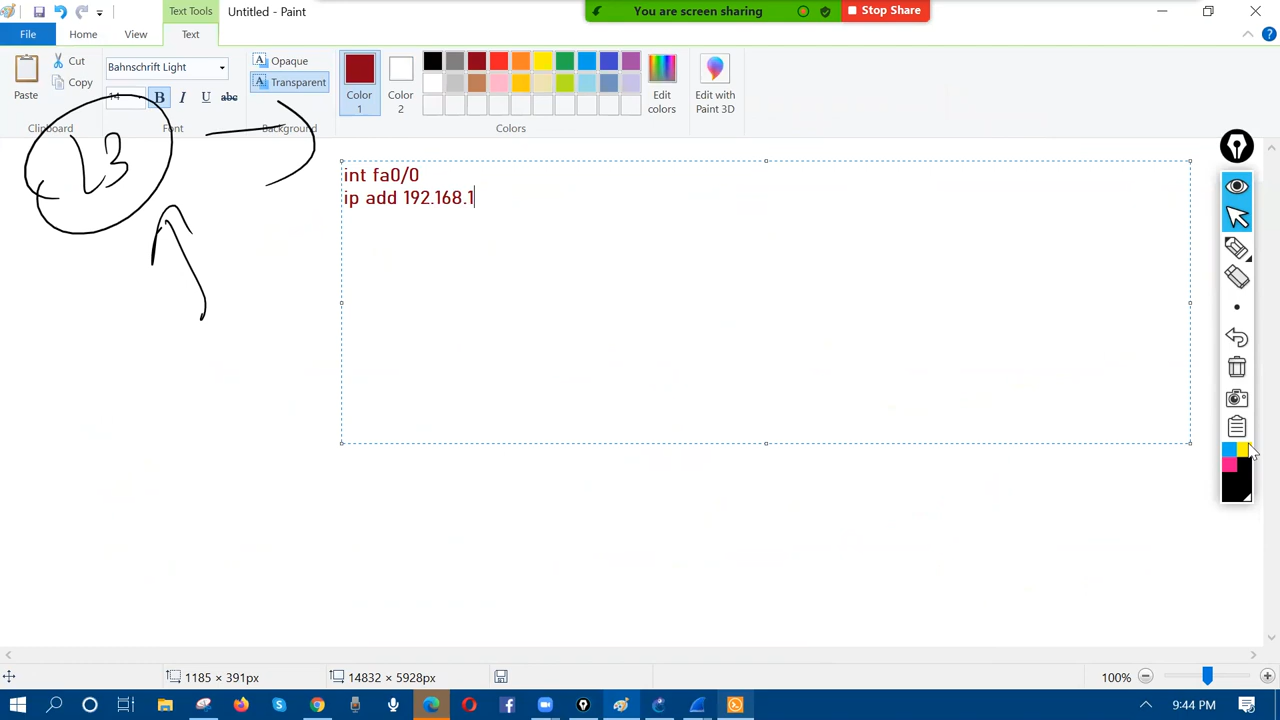 Text Tools
Untitled - Paint
You are screen sharing
Stop Share
File
Home
View
Text
Paste
Cut
Copy
Clipboard
Bahnschrift Light
14
B I U abc
Font
Opaque
Transparent
Background
Color 1
Color 2
Edit colors
Edit with Paint 3D
Colors
L3
int fa0/0
ip add 192.168.1
1185 × 391px
14832 × 5928px
100%
9:44 PM